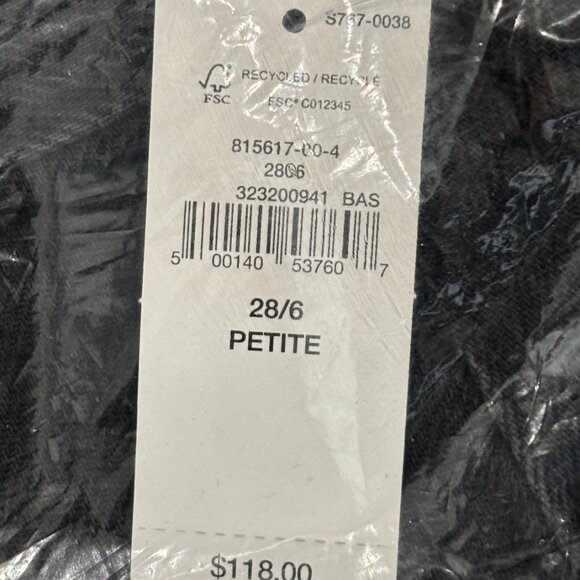 S767-0038
RECYCLED / RECYCLÉ
FSC
FSC® C012345
815617-00-4
2806
323200941 BAS
5 00140 53760 7
28/6
PETITE
$118.00